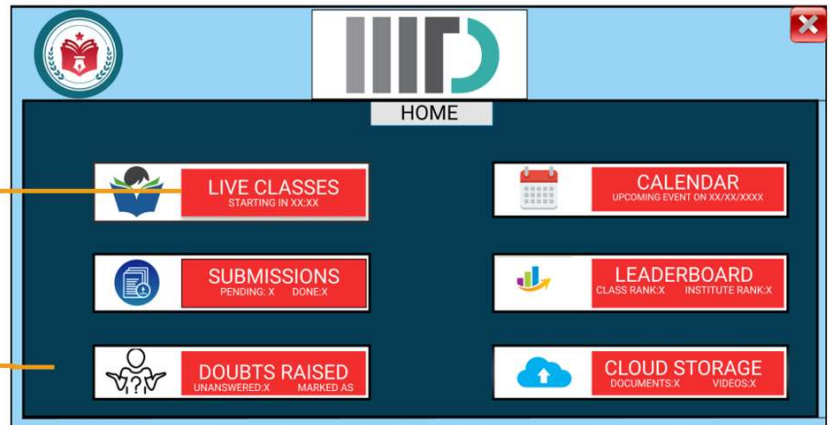 IIITD
HOME
LIVE CLASSES
STARTING IN XX:XX
CALENDAR
UPCOMING EVENT ON XX/XX/XXXX
SUBMISSIONS
PENDING: X DONE:X
LEADERBOARD
CLASS RANK:X INSTITUTE RANK:X
DOUBTS RAISED
UNANSWERED:X MARKED AS
CLOUD STORAGE
DOCUMENTS:X VIDEOS:X